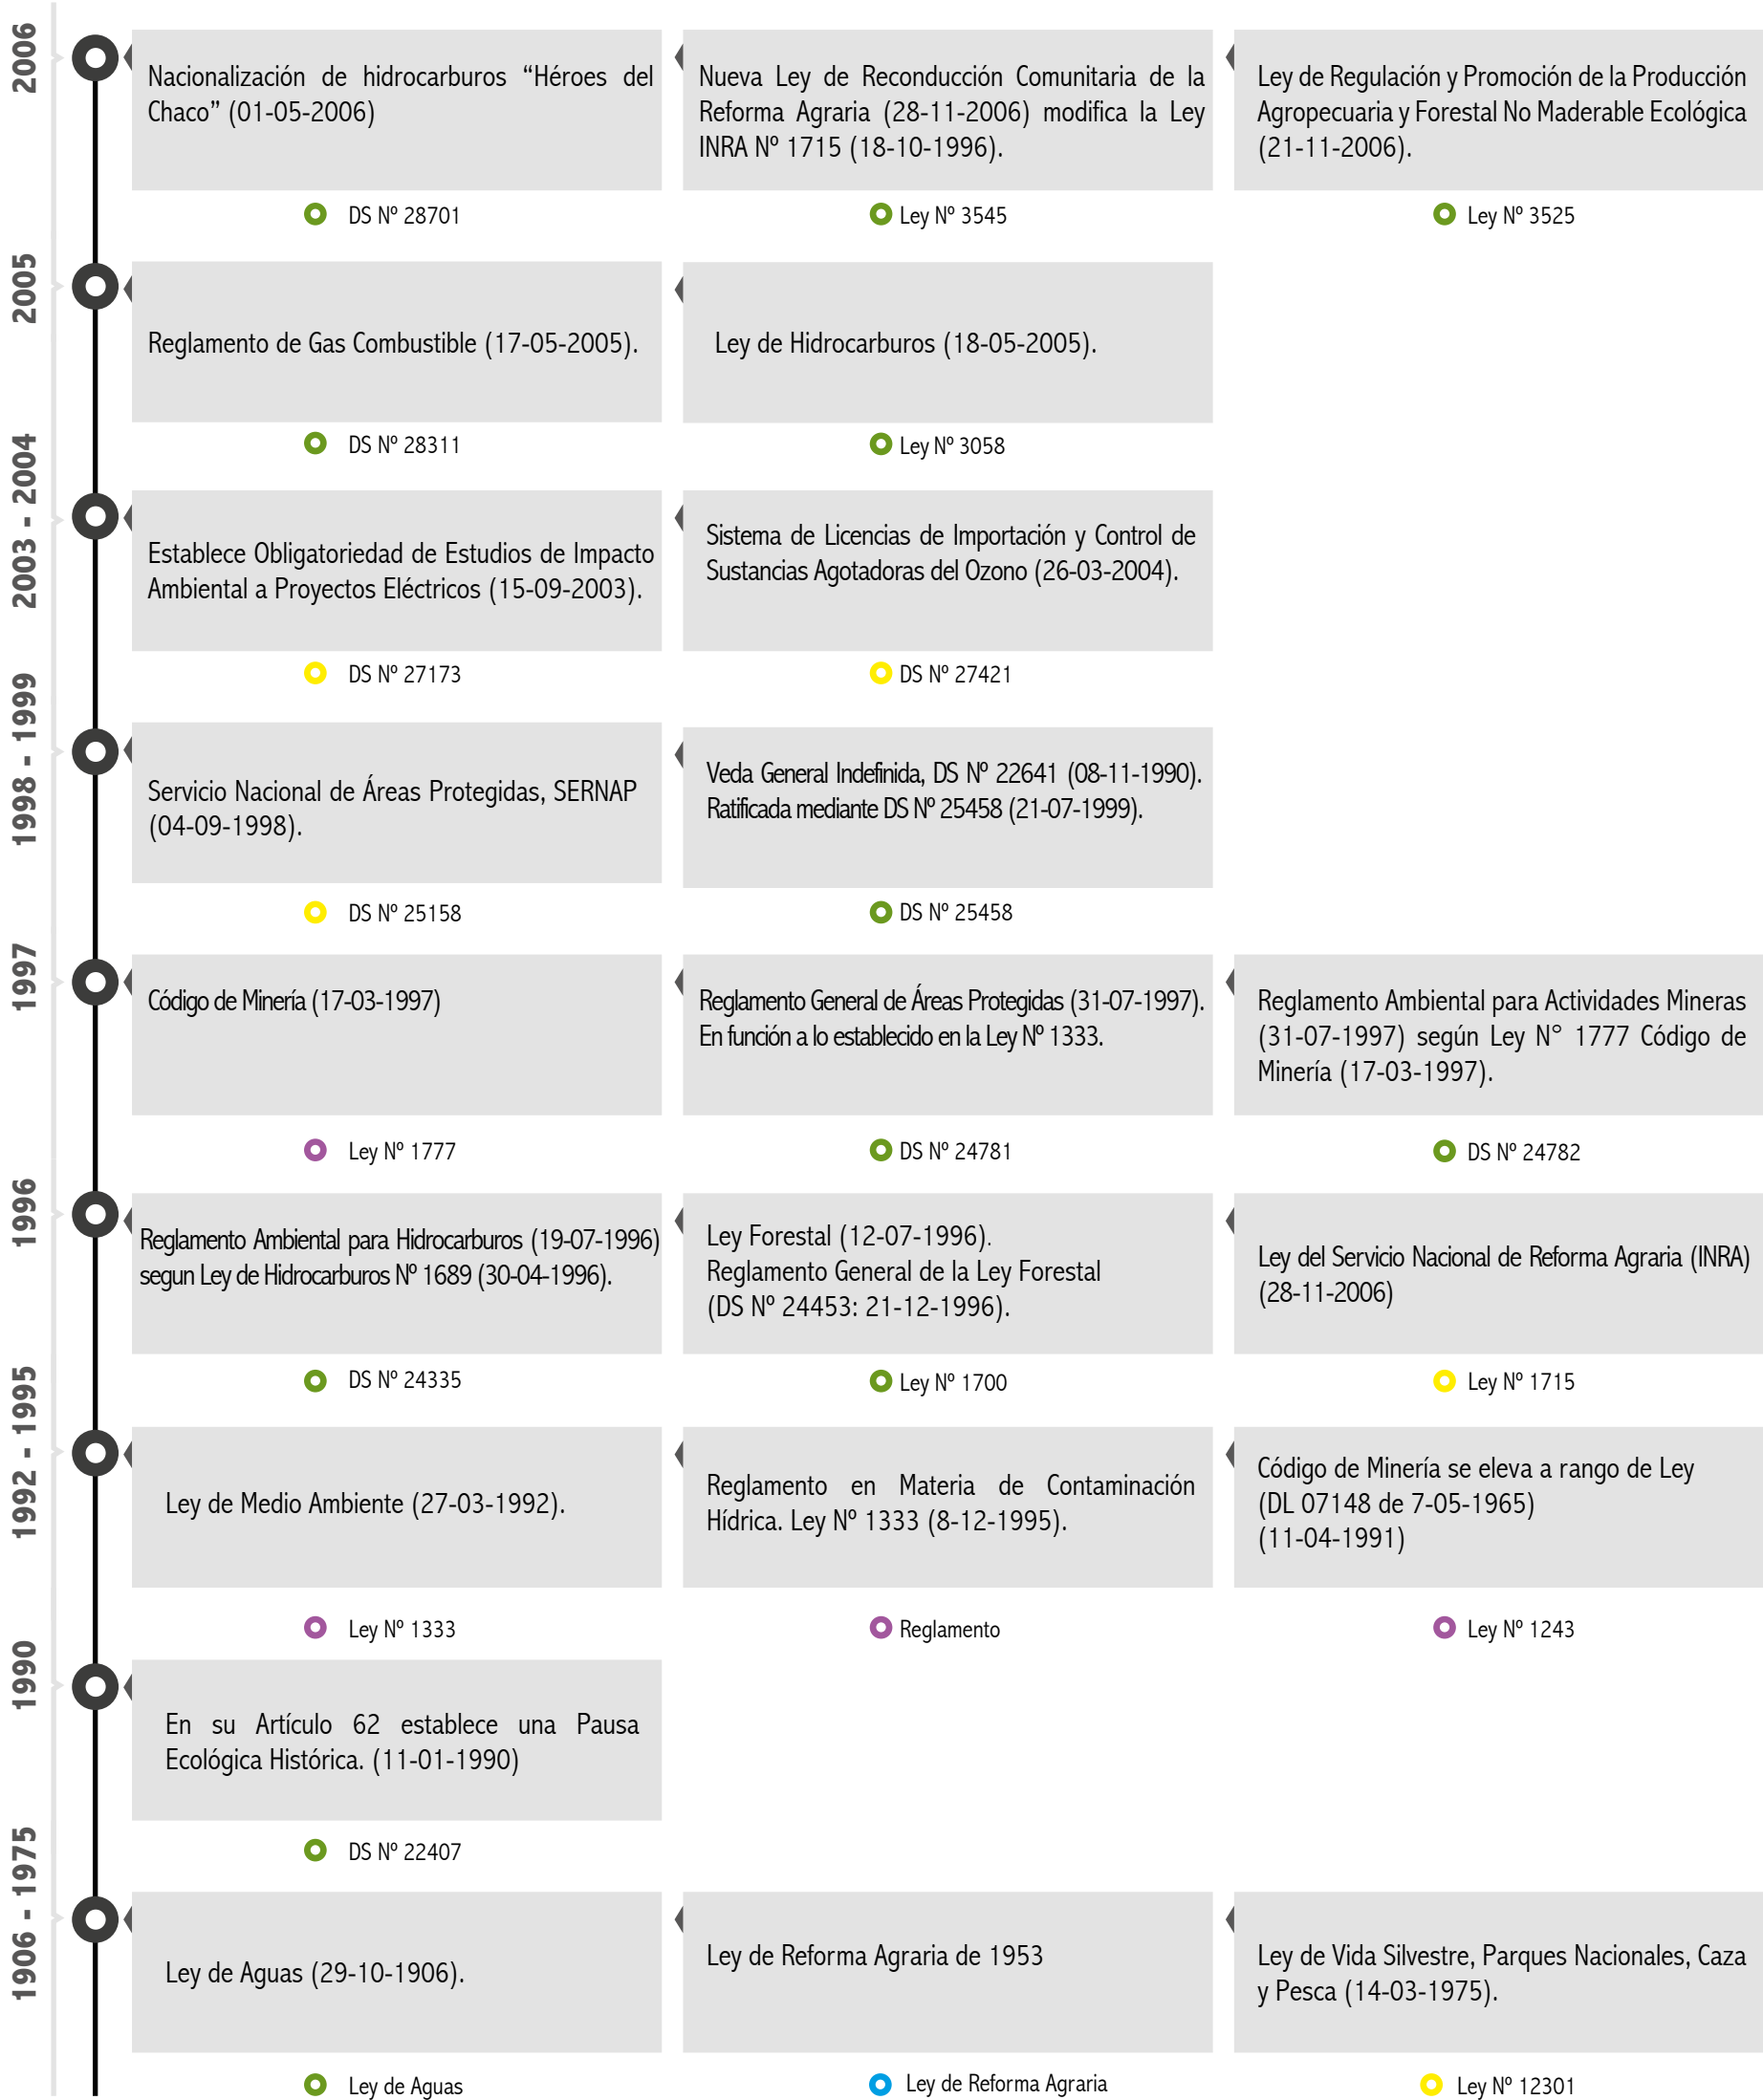 2006
Nacionalización de hidrocarburos “Héroes del
Chaco” (01-05-2006)
DS Nº 28701
Nueva Ley de Reconducción Comunitaria de la
Reforma Agraria (28-11-2006) modifica la Ley
INRA Nº 1715 (18-10-1996).
Ley Nº 3545
Ley de Regulación y Promoción de la Producción
Agropecuaria y Forestal No Maderable Ecológica
(21-11-2006).
Ley Nº 3525
2005
Reglamento de Gas Combustible (17-05-2005).
DS Nº 28311
Ley de Hidrocarburos (18-05-2005).
Ley Nº 3058
2003 - 2004
Establece Obligatoriedad de Estudios de Impacto
Ambiental a Proyectos Eléctricos (15-09-2003).
DS Nº 27173
Sistema de Licencias de Importación y Control de
Sustancias Agotadoras del Ozono (26-03-2004).
DS Nº 27421
1998 - 1999
Servicio Nacional de Áreas Protegidas, SERNAP
(04-09-1998).
DS Nº 25158
Veda General Indefinida, DS Nº 22641 (08-11-1990).
Ratificada mediante DS Nº 25458 (21-07-1999).
DS Nº 25458
1997
Código de Minería (17-03-1997)
Ley Nº 1777
Reglamento General de Áreas Protegidas (31-07-1997).
En función a lo establecido en la Ley Nº 1333.
DS Nº 24781
Reglamento Ambiental para Actividades Mineras
(31-07-1997) según Ley N° 1777 Código de
Minería (17-03-1997).
DS Nº 24782
1996
Reglamento Ambiental para Hidrocarburos (19-07-1996)
segun Ley de Hidrocarburos Nº 1689 (30-04-1996).
DS Nº 24335
Ley Forestal (12-07-1996).
Reglamento General de la Ley Forestal
(DS Nº 24453: 21-12-1996).
Ley Nº 1700
Ley del Servicio Nacional de Reforma Agraria (INRA)
(28-11-2006)
Ley Nº 1715
1992 - 1995
Ley de Medio Ambiente (27-03-1992).
Ley Nº 1333
Reglamento en Materia de Contaminación
Hídrica. Ley Nº 1333 (8-12-1995).
Reglamento
Código de Minería se eleva a rango de Ley
(DL 07148 de 7-05-1965)
(11-04-1991)
Ley Nº 1243
1990
En su Artículo 62 establece una Pausa
Ecológica Histórica. (11-01-1990)
DS Nº 22407
1906 - 1975
Ley de Aguas (29-10-1906).
Ley de Aguas
Ley de Reforma Agraria de 1953
Ley de Reforma Agraria
Ley de Vida Silvestre, Parques Nacionales, Caza
y Pesca (14-03-1975).
Ley Nº 12301